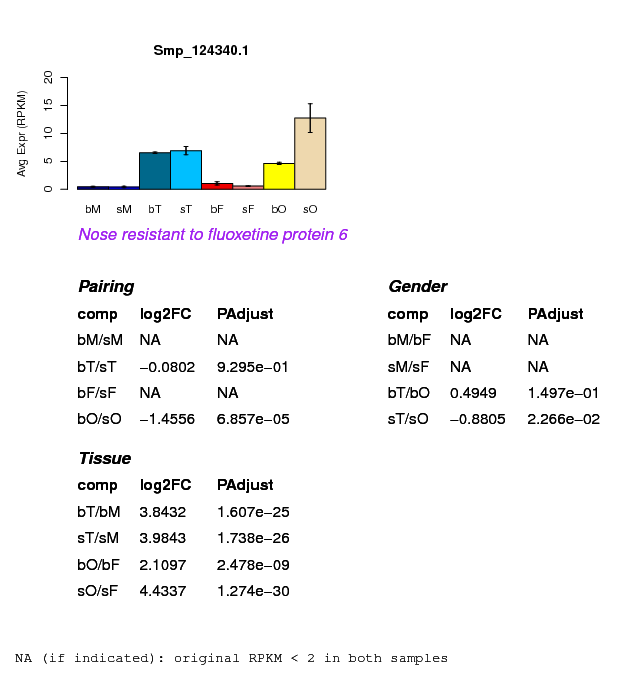 Smp_124340.1
Avg Expr (RPKM)
20
15
10
5
0
bM sM bT sT bF sF bO sO
Nose resistant to fluoxetine protein 6
Pairing
comp log2FC PAdjust
bM/sM NA NA
bT/sT −0.0802 9.295e−01
bF/sF NA NA
bO/sO −1.4556 6.857e−05
Gender
comp log2FC PAdjust
bM/bF NA NA
sM/sF NA NA
bT/bO 0.4949 1.497e−01
sT/sO −0.8805 2.266e−02
Tissue
comp log2FC PAdjust
bT/bM 3.8432 1.607e−25
sT/sM 3.9843 1.738e−26
bO/bF 2.1097 2.478e−09
sO/sF 4.4337 1.274e−30
NA (if indicated): original RPKM < 2 in both samples